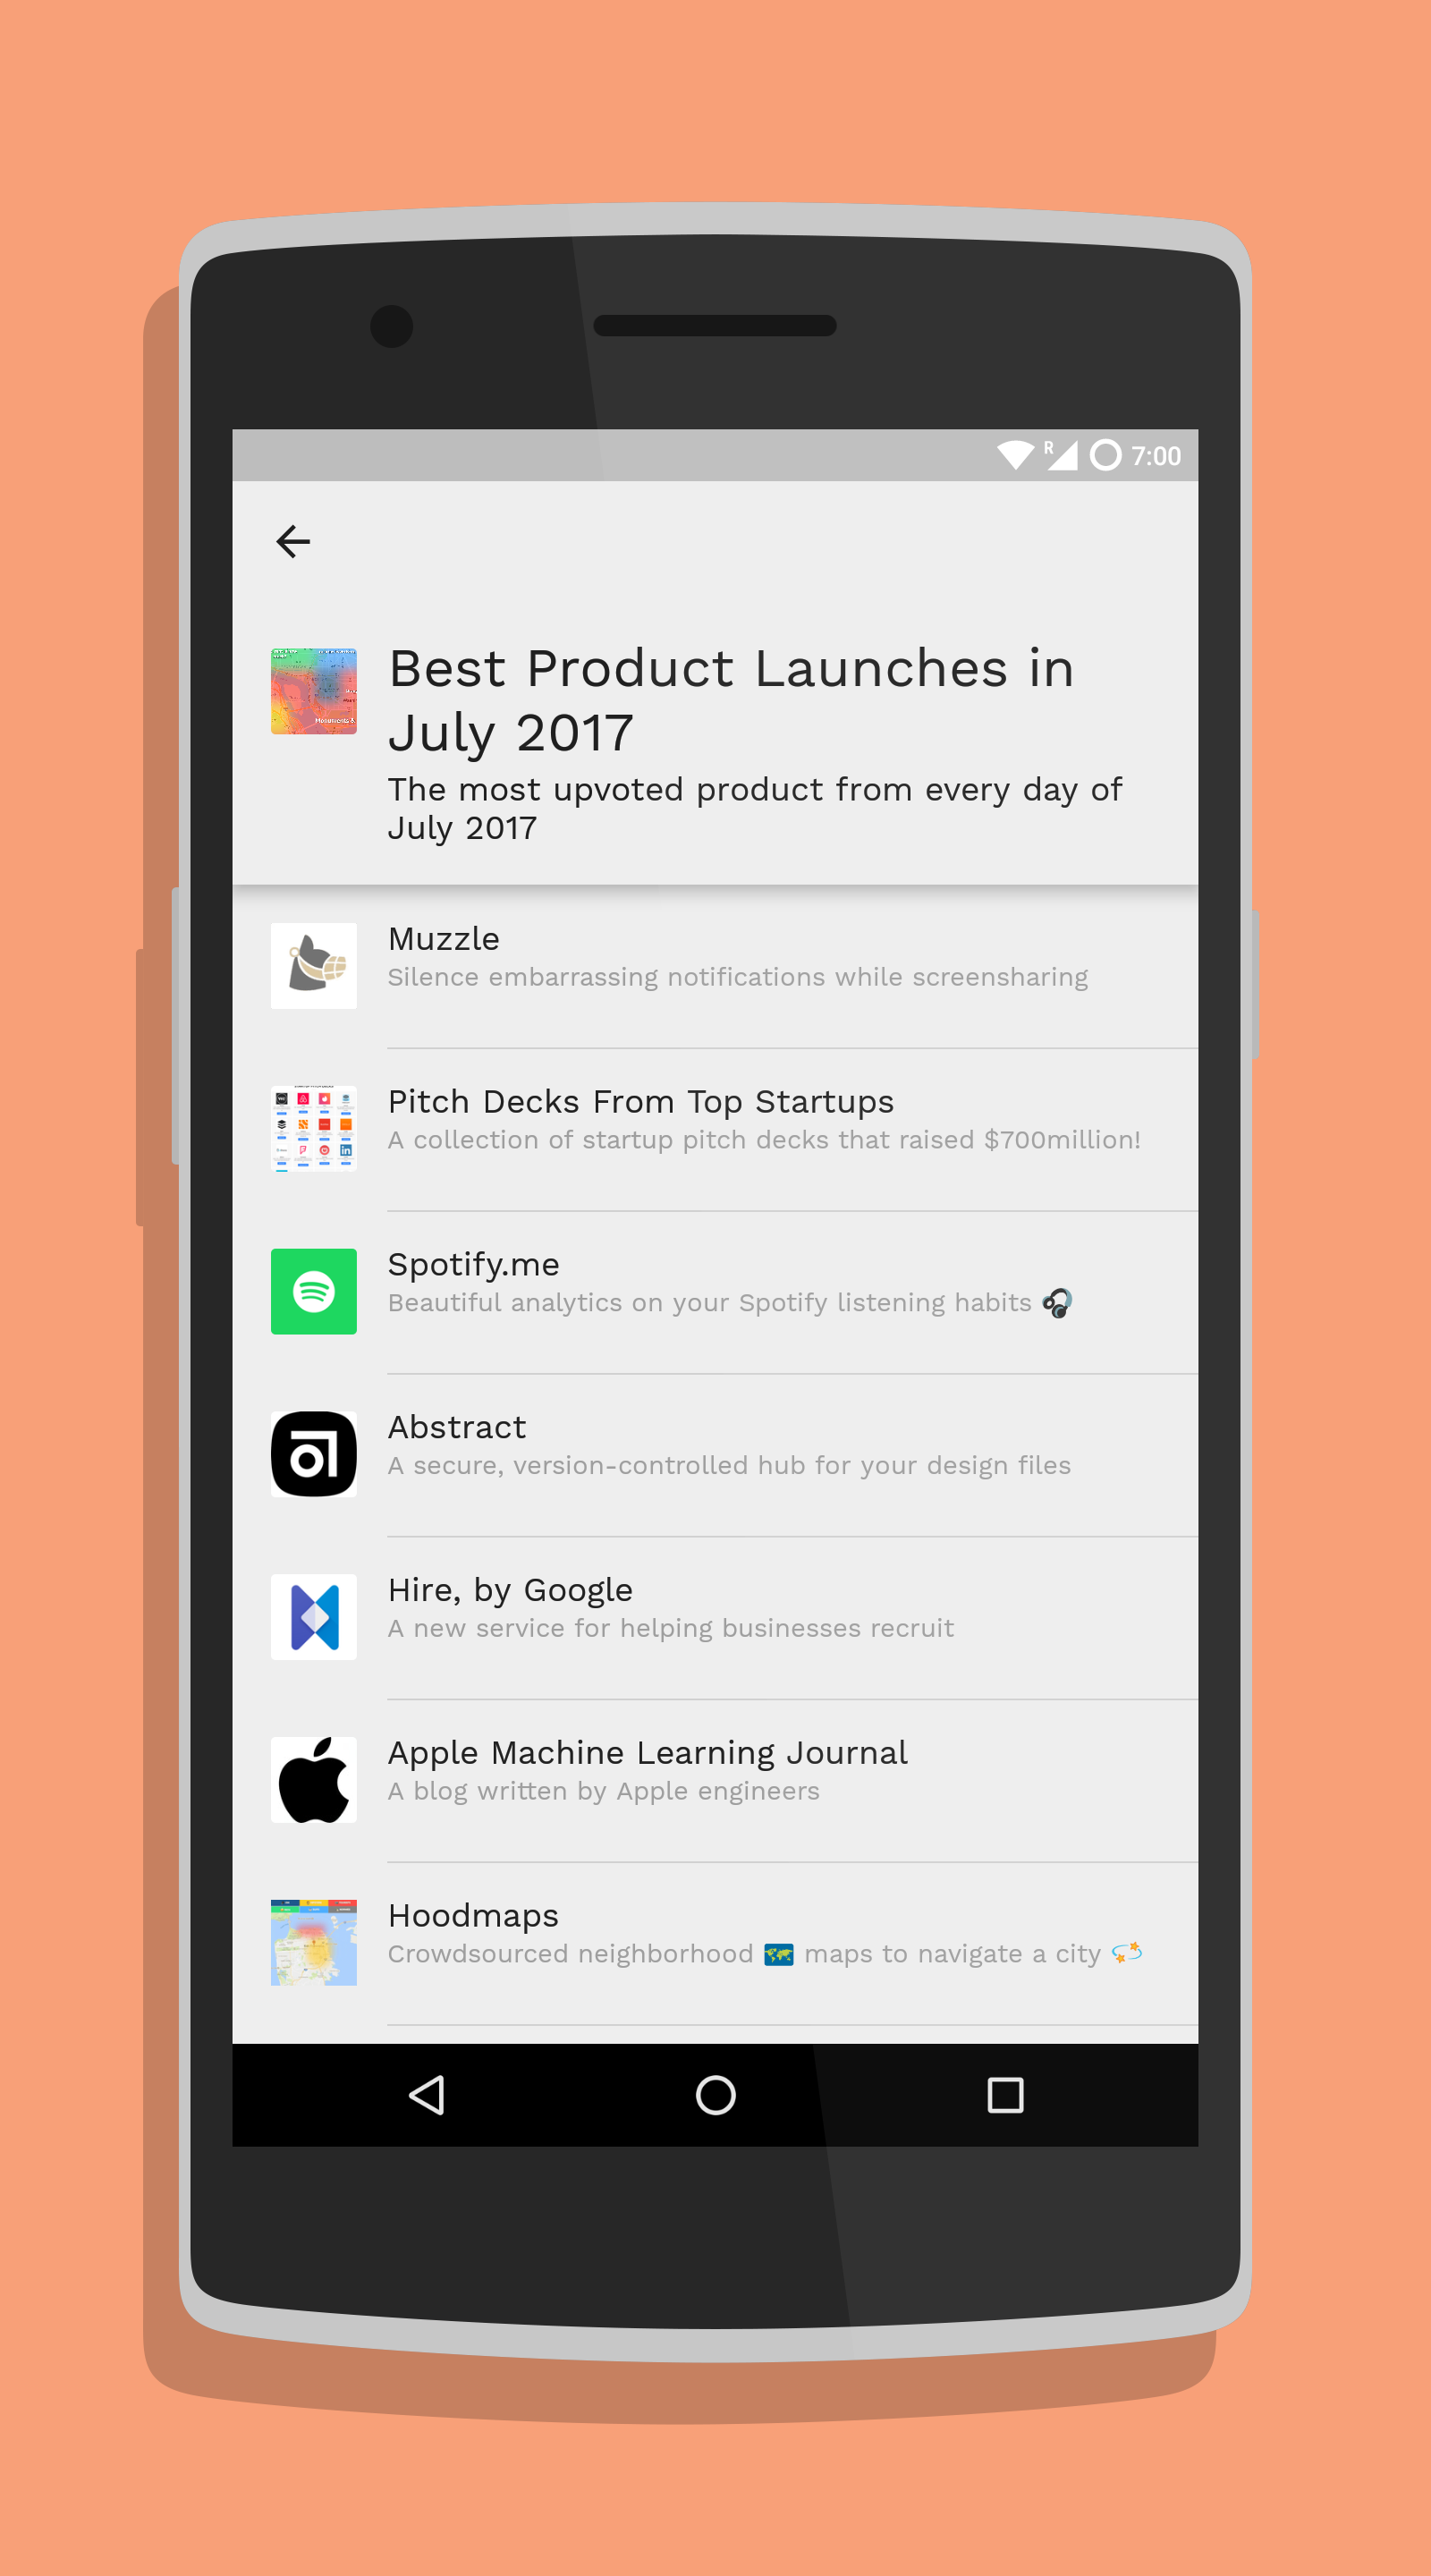 R 7:00
Best Product Launches in
July 2017
The most upvoted product from every day of
July 2017
Muzzle
Silence embarrassing notifications while screensharing
Pitch Decks From Top Startups
A collection of startup pitch decks that raised $700million!
Spotify.me
Beautiful analytics on your Spotify listening habits 🎧
Abstract
A secure, version-controlled hub for your design files
Hire, by Google
A new service for helping businesses recruit
Apple Machine Learning Journal
A blog written by Apple engineers
Hoodmaps
Crowdsourced neighborhood 🗺 maps to navigate a city 💫